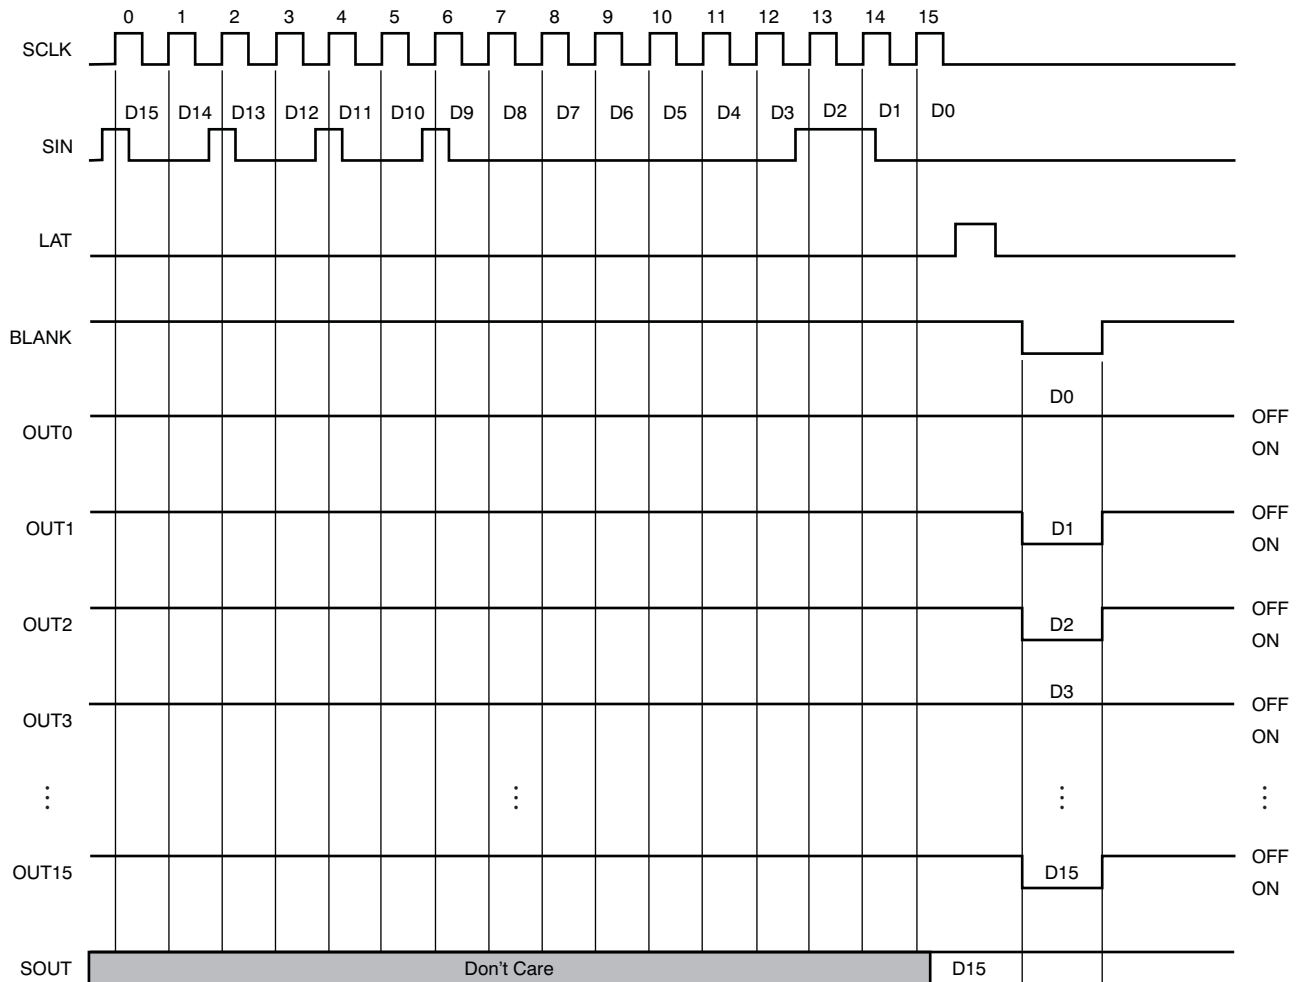 0 1 2 3 4 5 6 7 8 9 10 11 12 13 14 15
SCLK
D15 D14 D13 D12 D11 D10 D9 D8 D7 D6 D5 D4 D3 D2 D1 D0
SIN
LAT
BLANK
D0
OUT0 OFF
ON
OUT1 D1 OFF
ON
OUT2 D2 OFF
ON
D3
OUT3 OFF
ON
⋮ ⋮ ⋮ ⋮
OUT15 D15 OFF
ON
SOUT Don't Care D15